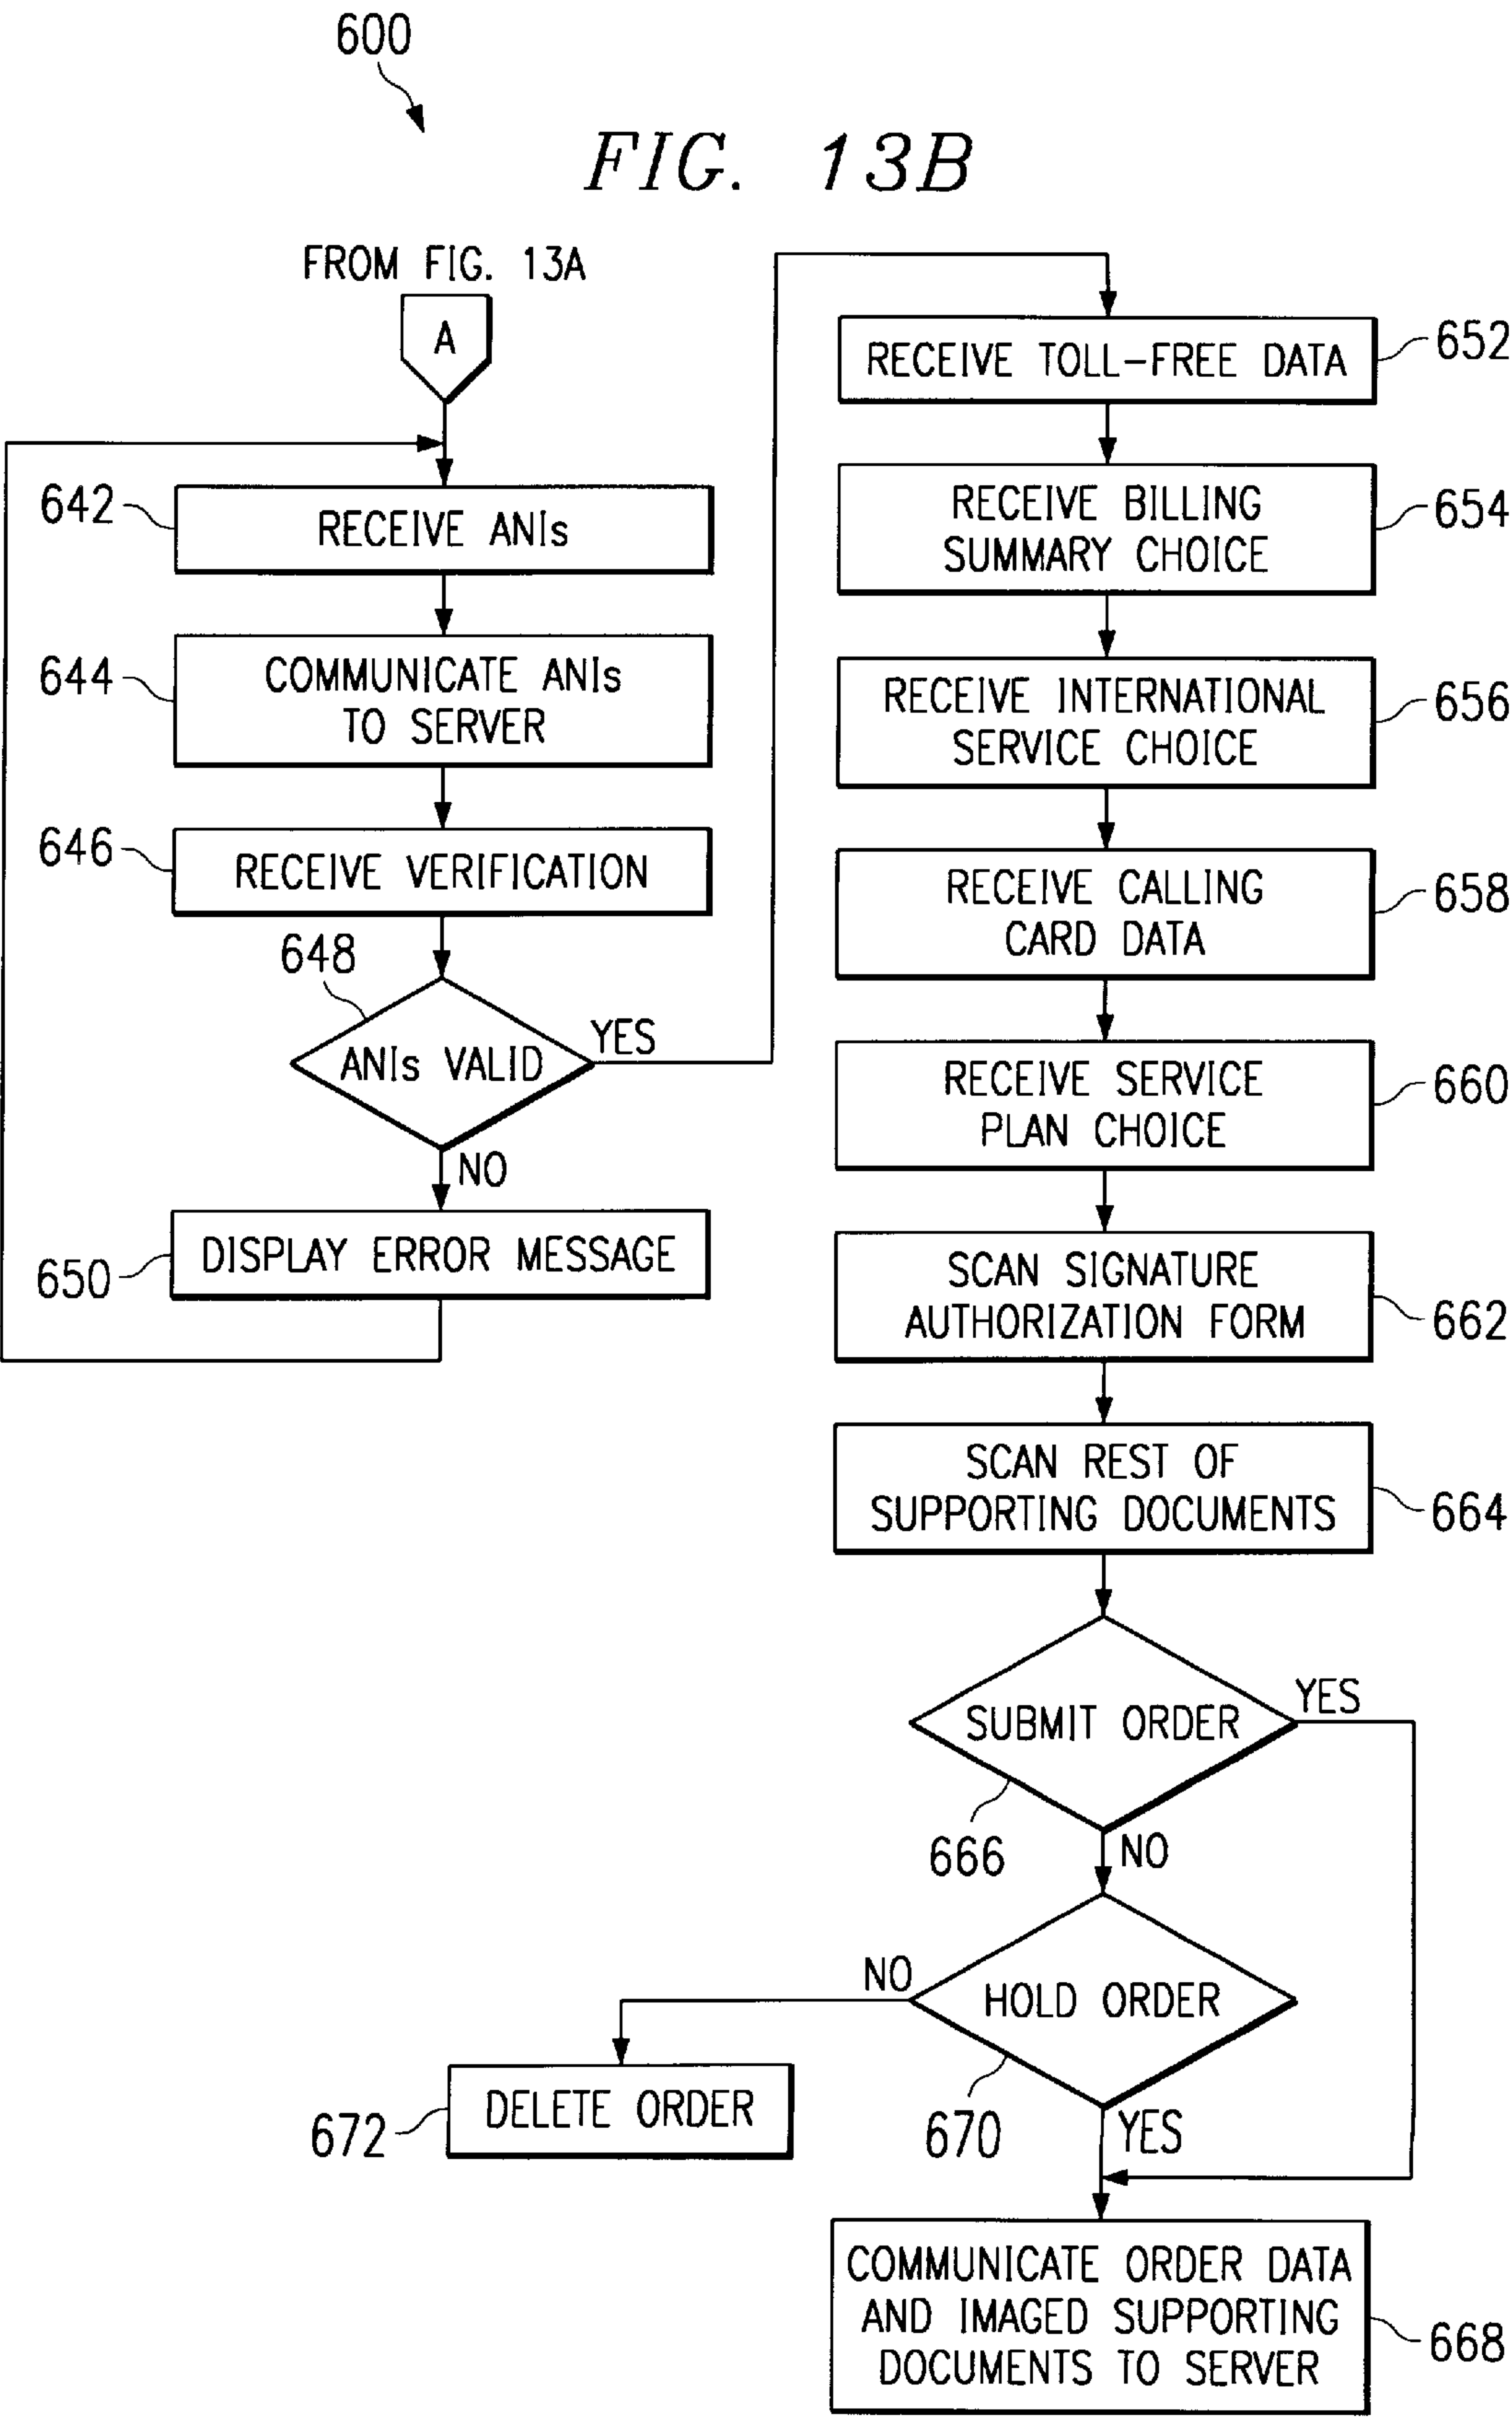 600
FIG. 13B
FROM FIG. 13A
A
642
RECEIVE ANIs
644
COMMUNICATE ANIs
TO SERVER
646
RECEIVE VERIFICATION
648
ANIs VALID
YES
NO
650
DISPLAY ERROR MESSAGE
RECEIVE TOLL-FREE DATA
652
RECEIVE BILLING
SUMMARY CHOICE
654
RECEIVE INTERNATIONAL
SERVICE CHOICE
656
RECEIVE CALLING
CARD DATA
658
RECEIVE SERVICE
PLAN CHOICE
660
SCAN SIGNATURE
AUTHORIZATION FORM
662
SCAN REST OF
SUPPORTING DOCUMENTS
664
SUBMIT ORDER
YES
666
NO
HOLD ORDER
NO
670
YES
672
DELETE ORDER
COMMUNICATE ORDER DATA
AND IMAGED SUPPORTING
DOCUMENTS TO SERVER
668